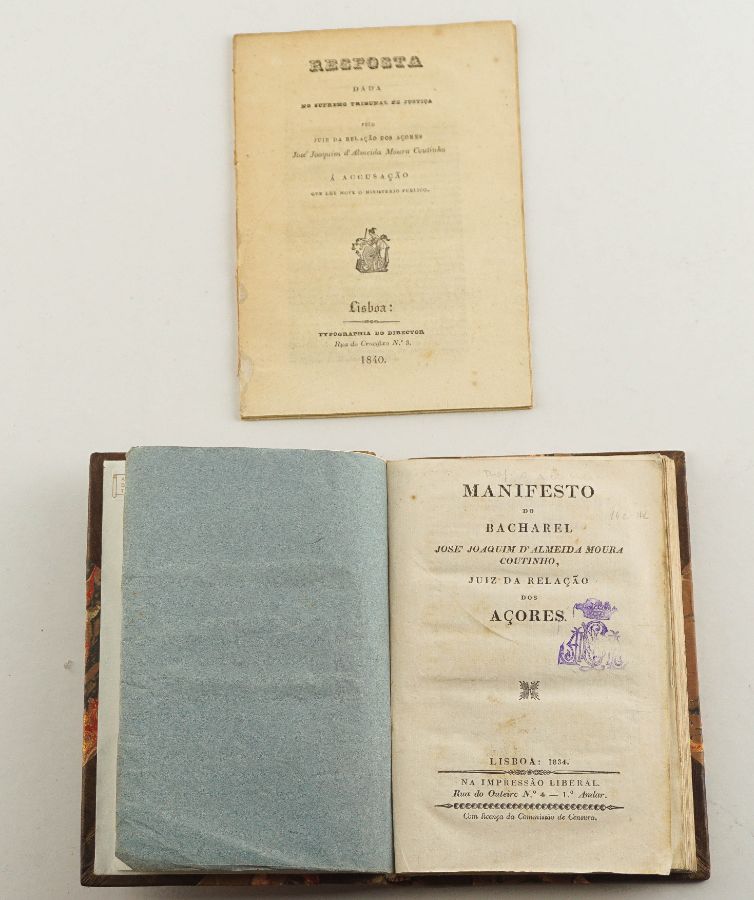 RESPOSTA
DADA
NO SUPREMO TRIBUNAL DE JUSTIÇA
PELO
JUIZ DA RELAÇÃO DOS AÇORES
José Joaquim d'Almeida Moura Coutinho
Á ACCUSAÇÃO
QUE LHE MOVE O MINISTERIO PUBLICO.
Lisboa:
TYPOGRAPHIA DO DIRECTOR
Rua do Crucifixo N.º 8.
1840.
MANIFESTO
DO
BACHAREL
JOSE' JOAQUIM D'ALMEIDA MOURA
COUTINHO,
JUIZ DA RELAÇÃO
DOS
AÇORES.
LISBOA: 1834.
NA IMPRESSÃO LIBERAL.
Rua do Outeiro N.º 4 — 1.º Andar.
Com licença da Commissão de Censura.